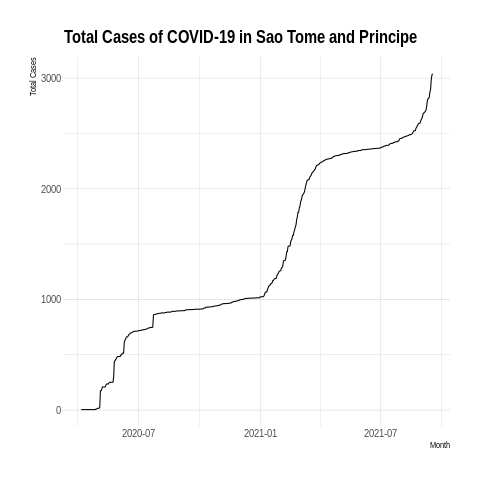 Total Cases of COVID-19 in Sao Tome and Principe
Total Cases
3000
2000
1000
0
2020-07 2021-01 2021-07
Month